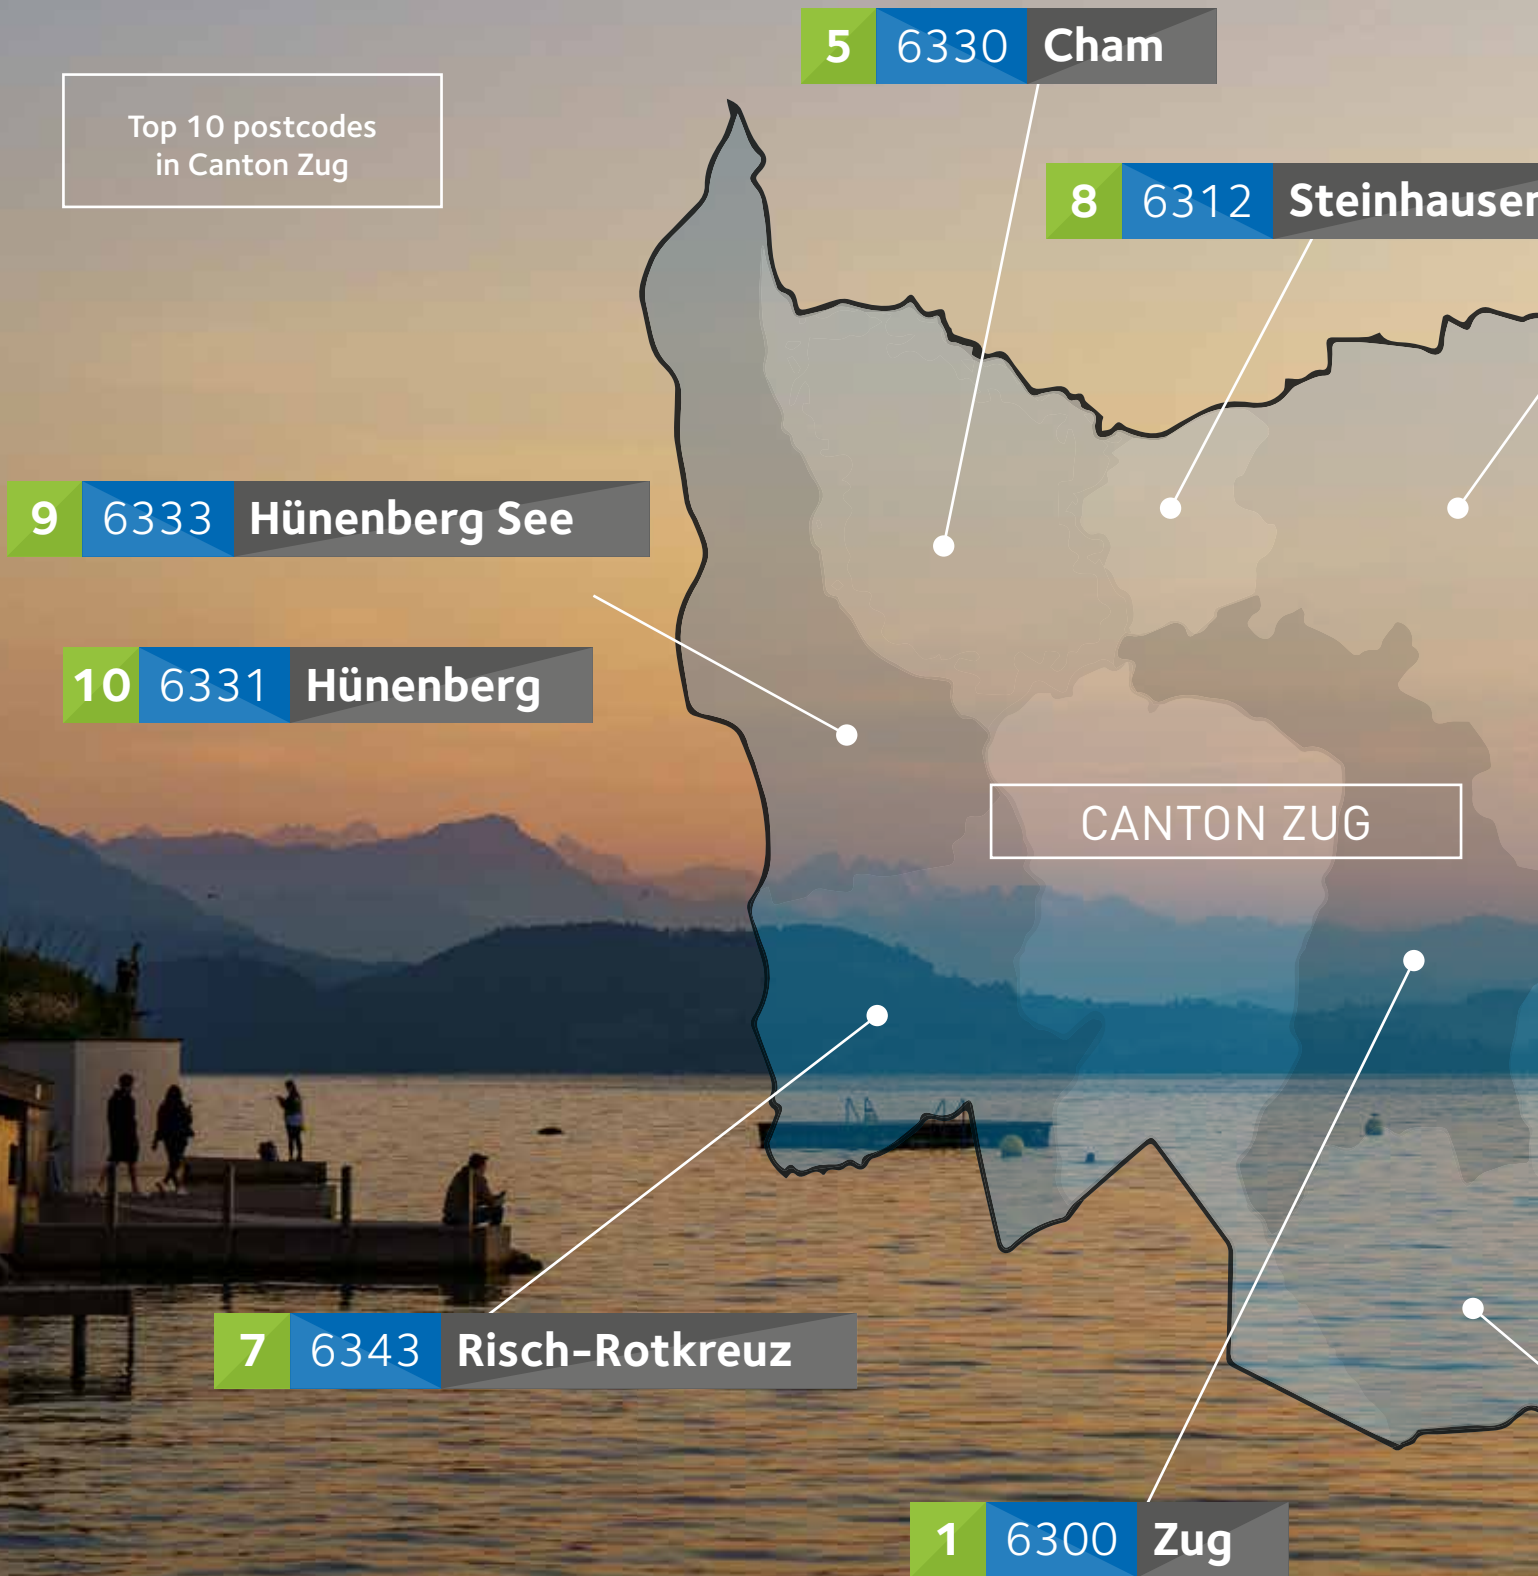 5 6330 Cham
Top 10 postcodes
in Canton Zug
8 6312 Steinhausen
9 6333 Hünenberg See
10 6331 Hünenberg
CANTON ZUG
7 6343 Risch-Rotkreuz
1 6300 Zug